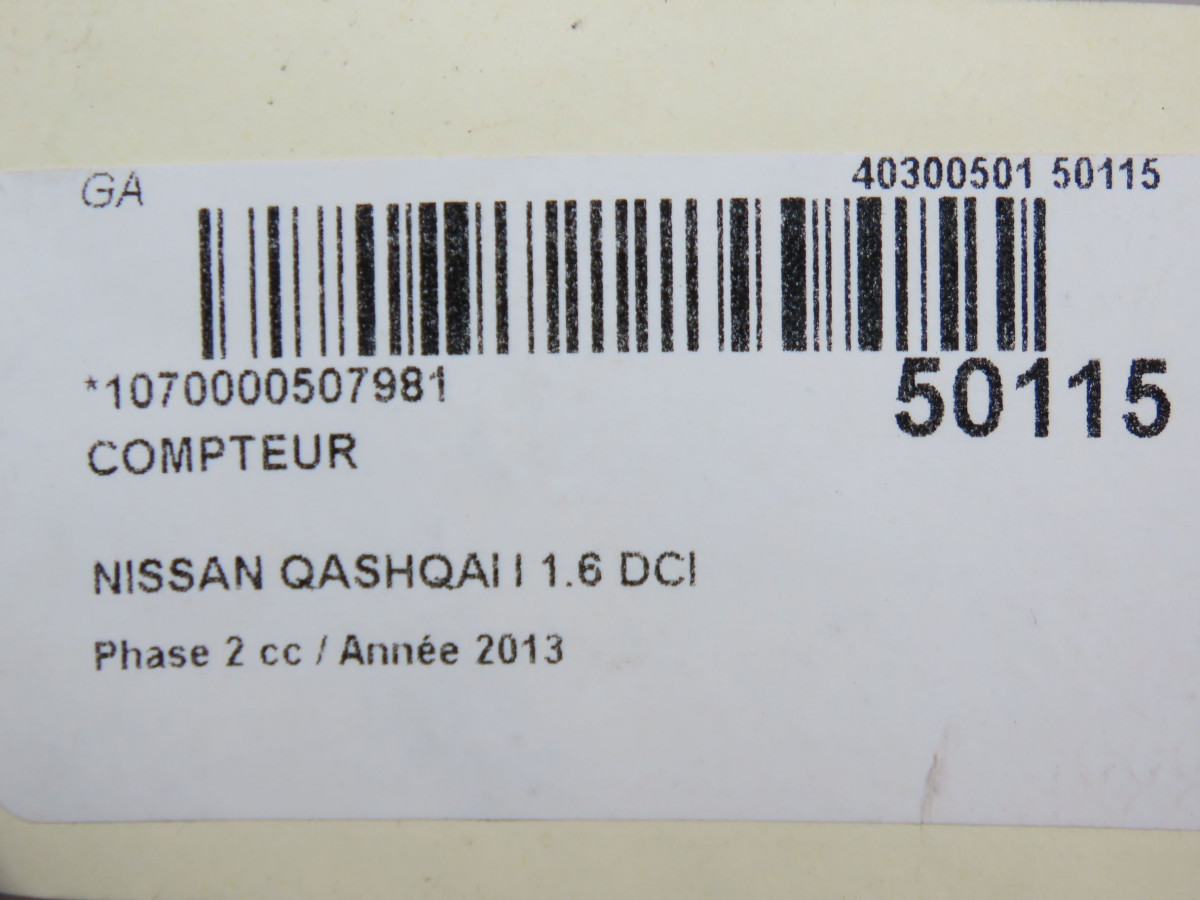 GA
40300501 50115
*1070000507981
50115
COMPTEUR
NISSAN QASHQAI I 1.6 DCI
Phase 2 cc / Année 2013